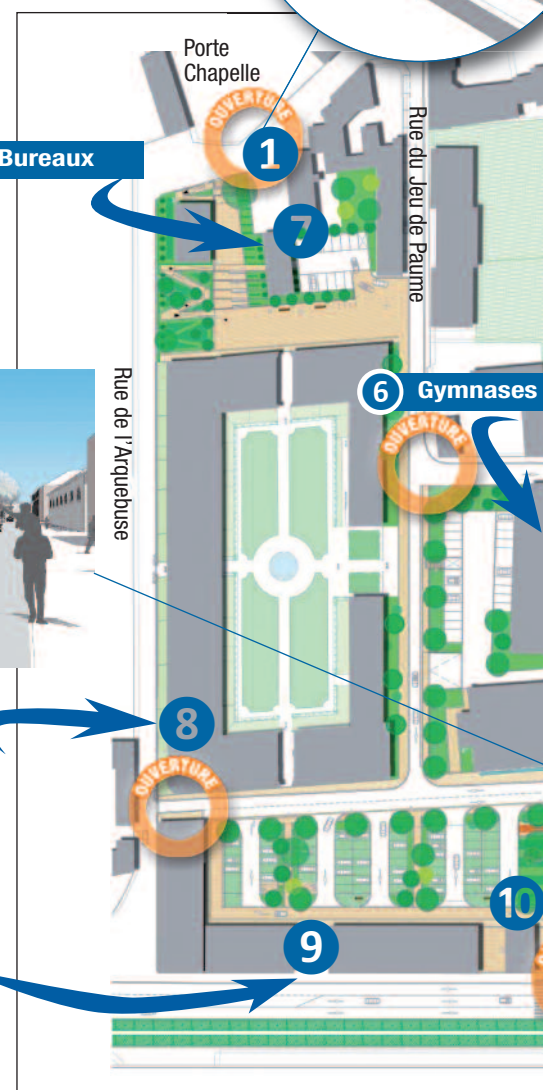 Porte
Chapelle
OUVERTURE
1
Bureaux
7
Rue du Jeu de Paume
Rue de l'Arquebuse
6 Gymnases
OUVERTURE
8
OUVERTURE
10
9